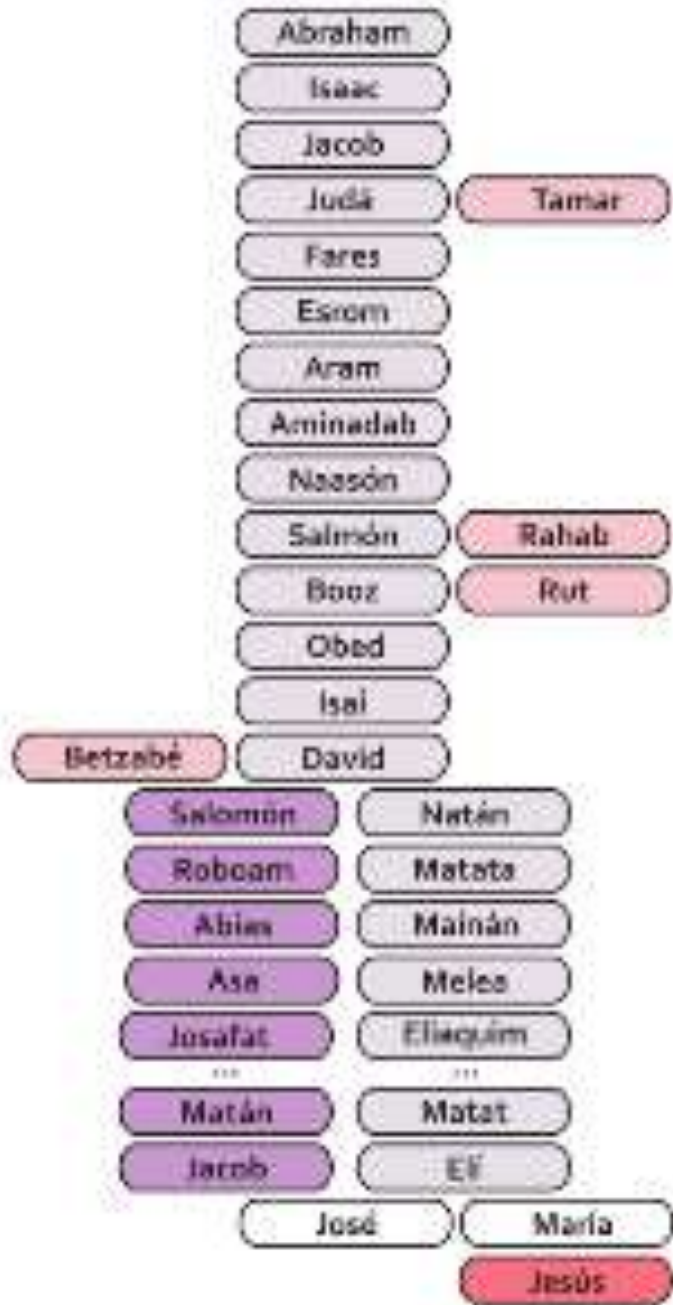 Abraham
Isaac
Jacob
Judá Tamar
Fares
Esrom
Aram
Aminadab
Naasón
Salmón Rahab
Booz Rut
Obed
Isaí
Betzabé David
Salomón Natán
Roboam Matata
Abías Mainán
Asa Melea
Josafat Eliaquim
... ...
Matán Matat
Jacob Elí
José María
Jesús